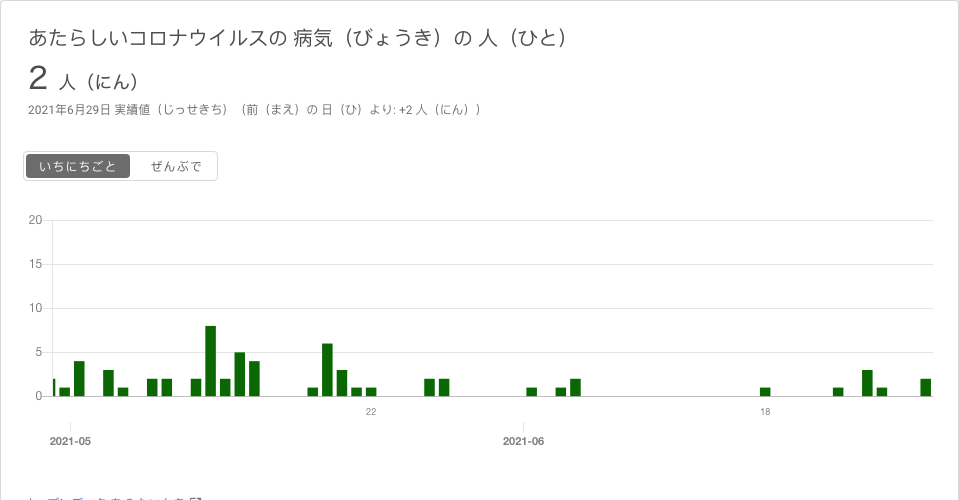 あたらしいコロナウイルスの 病気（びょうき）の 人（ひと）
2 人（にん）
2021年6月29日 実績値（じっせきち）（前（まえ）の 日（ひ）より: +2 人（にん））
いちにちごと ぜんぶで
20
15
10
5
0
22 18
2021-05 2021-06